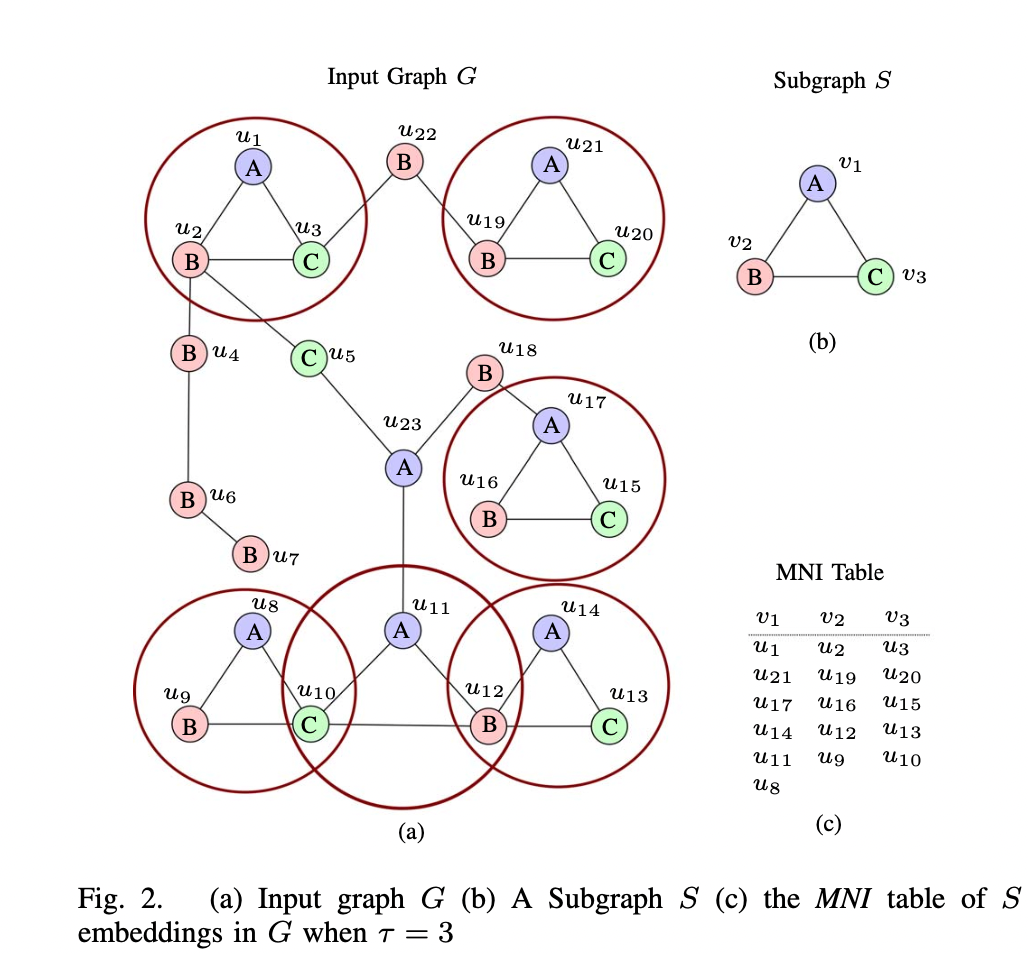 Input Graph G
Subgraph S
u1
A
u2
B
u3
C
u22
B
u21
A
u19
B
u20
C
v1
A
v2
B
C
v3
(b)
B
u4
C
u5
u18
B
u23
A
u17
A
u16
B
u15
C
B
u6
B
u7
u8
A
u9
B
u10
C
u11
A
u12
B
u14
A
u13
C
(a)
MNI Table
v1 v2 v3
u1 u2 u3
u21 u19 u20
u17 u16 u15
u14 u12 u13
u11 u9 u10
u8
(c)
Fig. 2. (a) Input graph G (b) A Subgraph S (c) the MNI table of S
embeddings in G when τ = 3